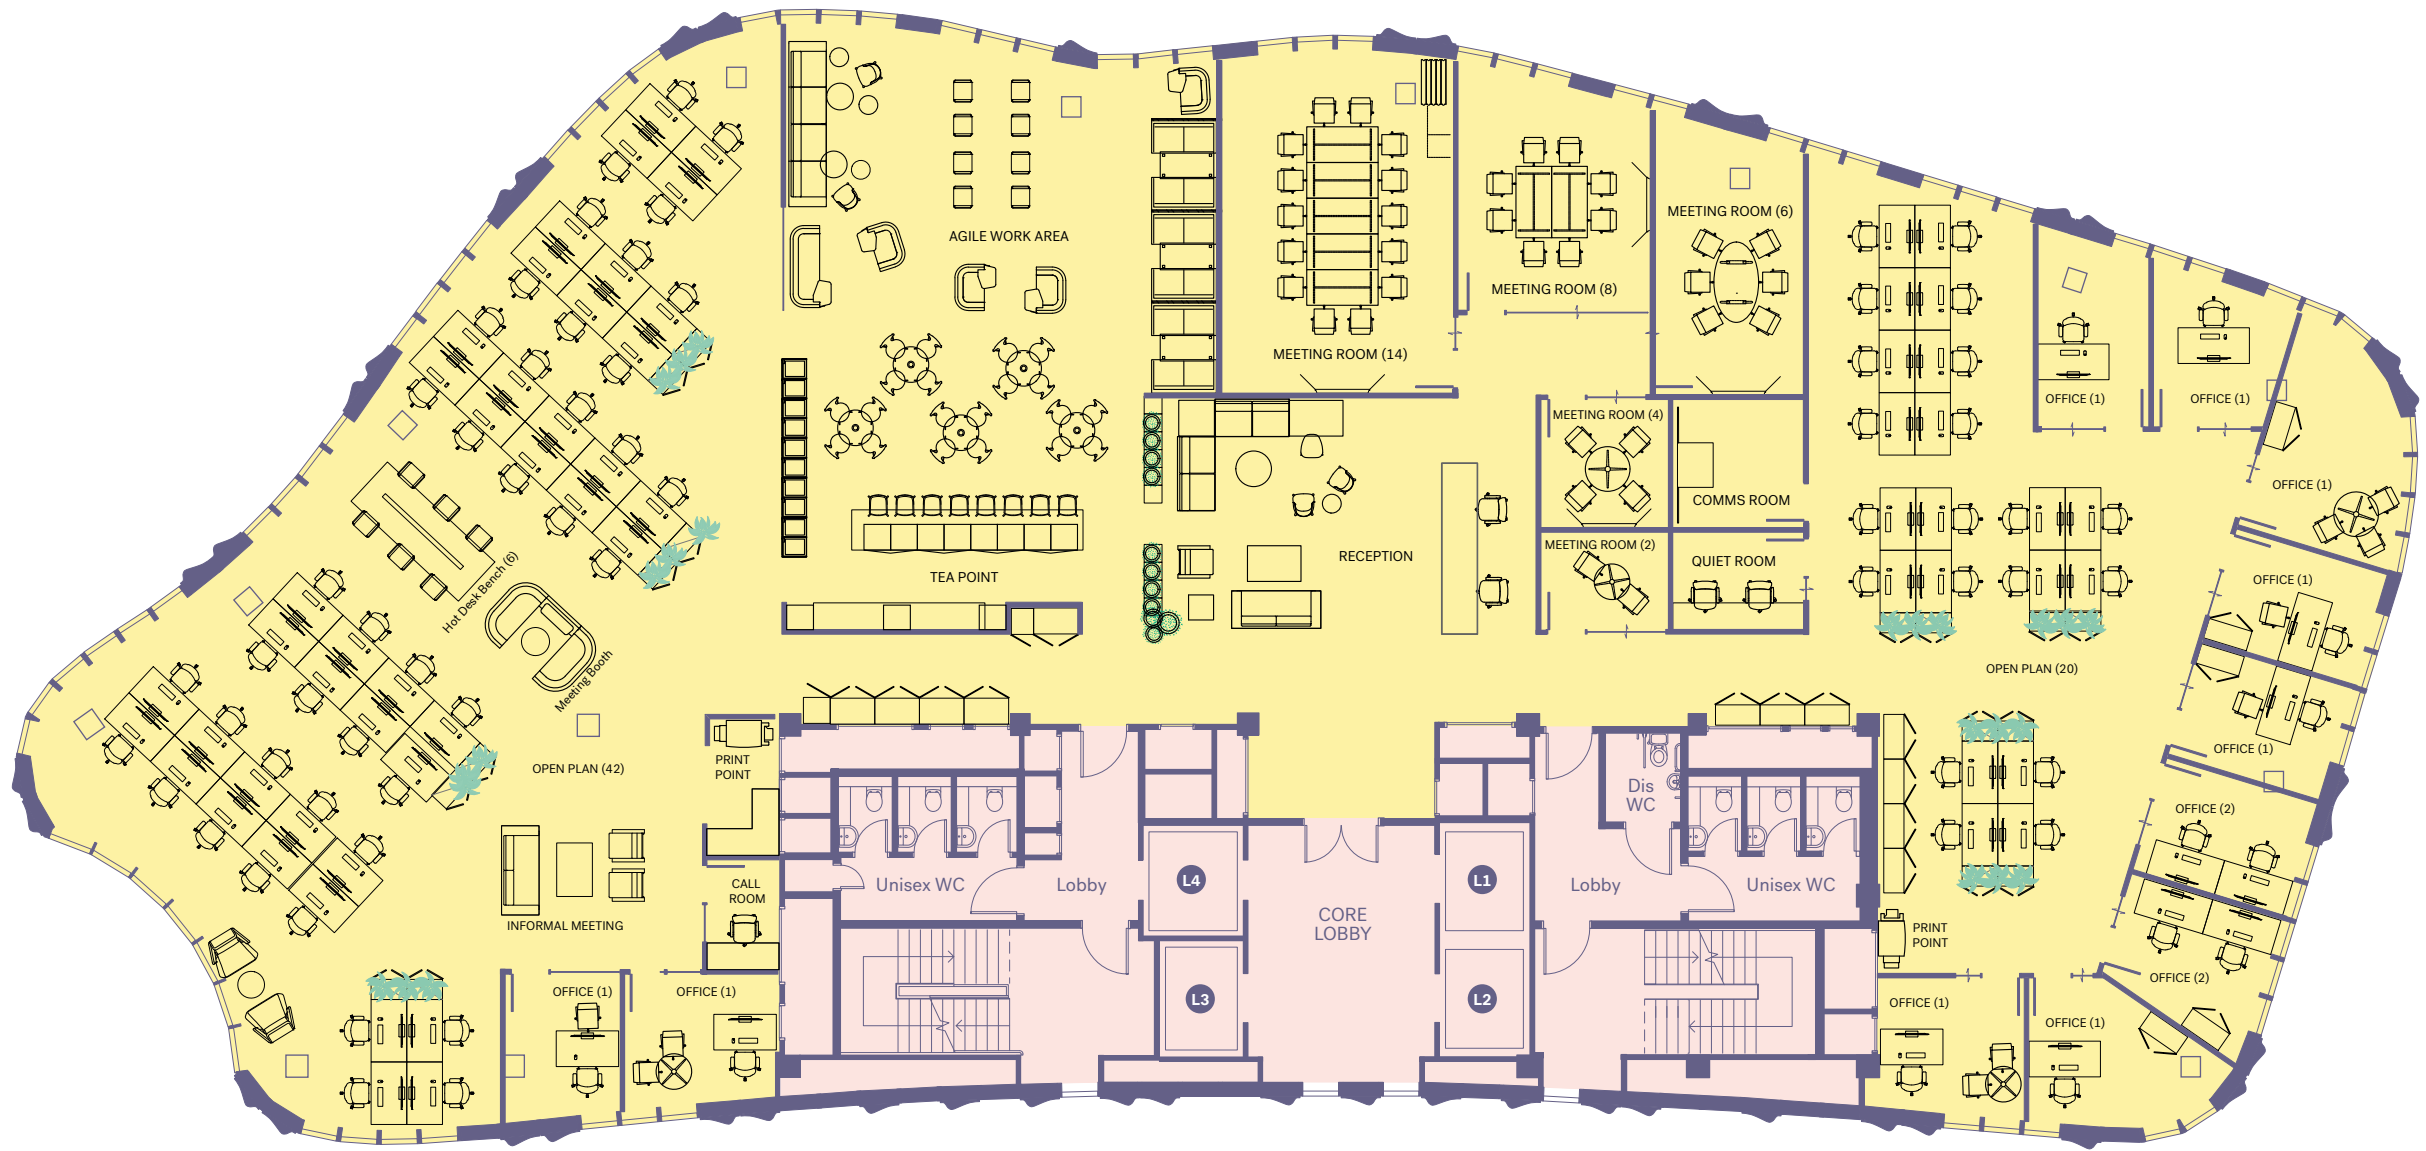 AGILE WORK AREA
MEETING ROOM (6)
MEETING ROOM (8)
MEETING ROOM (14)
OFFICE (1)
OFFICE (1)
MEETING ROOM (4)
OFFICE (1)
COMMS ROOM
MEETING ROOM (2)
RECEPTION
QUIET ROOM
TEA POINT
OFFICE (1)
Hot Desk Bench (6)
Meeting Booth
OPEN PLAN (20)
OFFICE (1)
OPEN PLAN (42)
PRINT
POINT
Dis
WC
OFFICE (2)
CALL
ROOM
Unisex WC
Lobby
L4
L1
Lobby
Unisex WC
INFORMAL MEETING
CORE
LOBBY
PRINT
POINT
OFFICE (2)
OFFICE (1)
OFFICE (1)
L3
L2
OFFICE (1)
OFFICE (1)